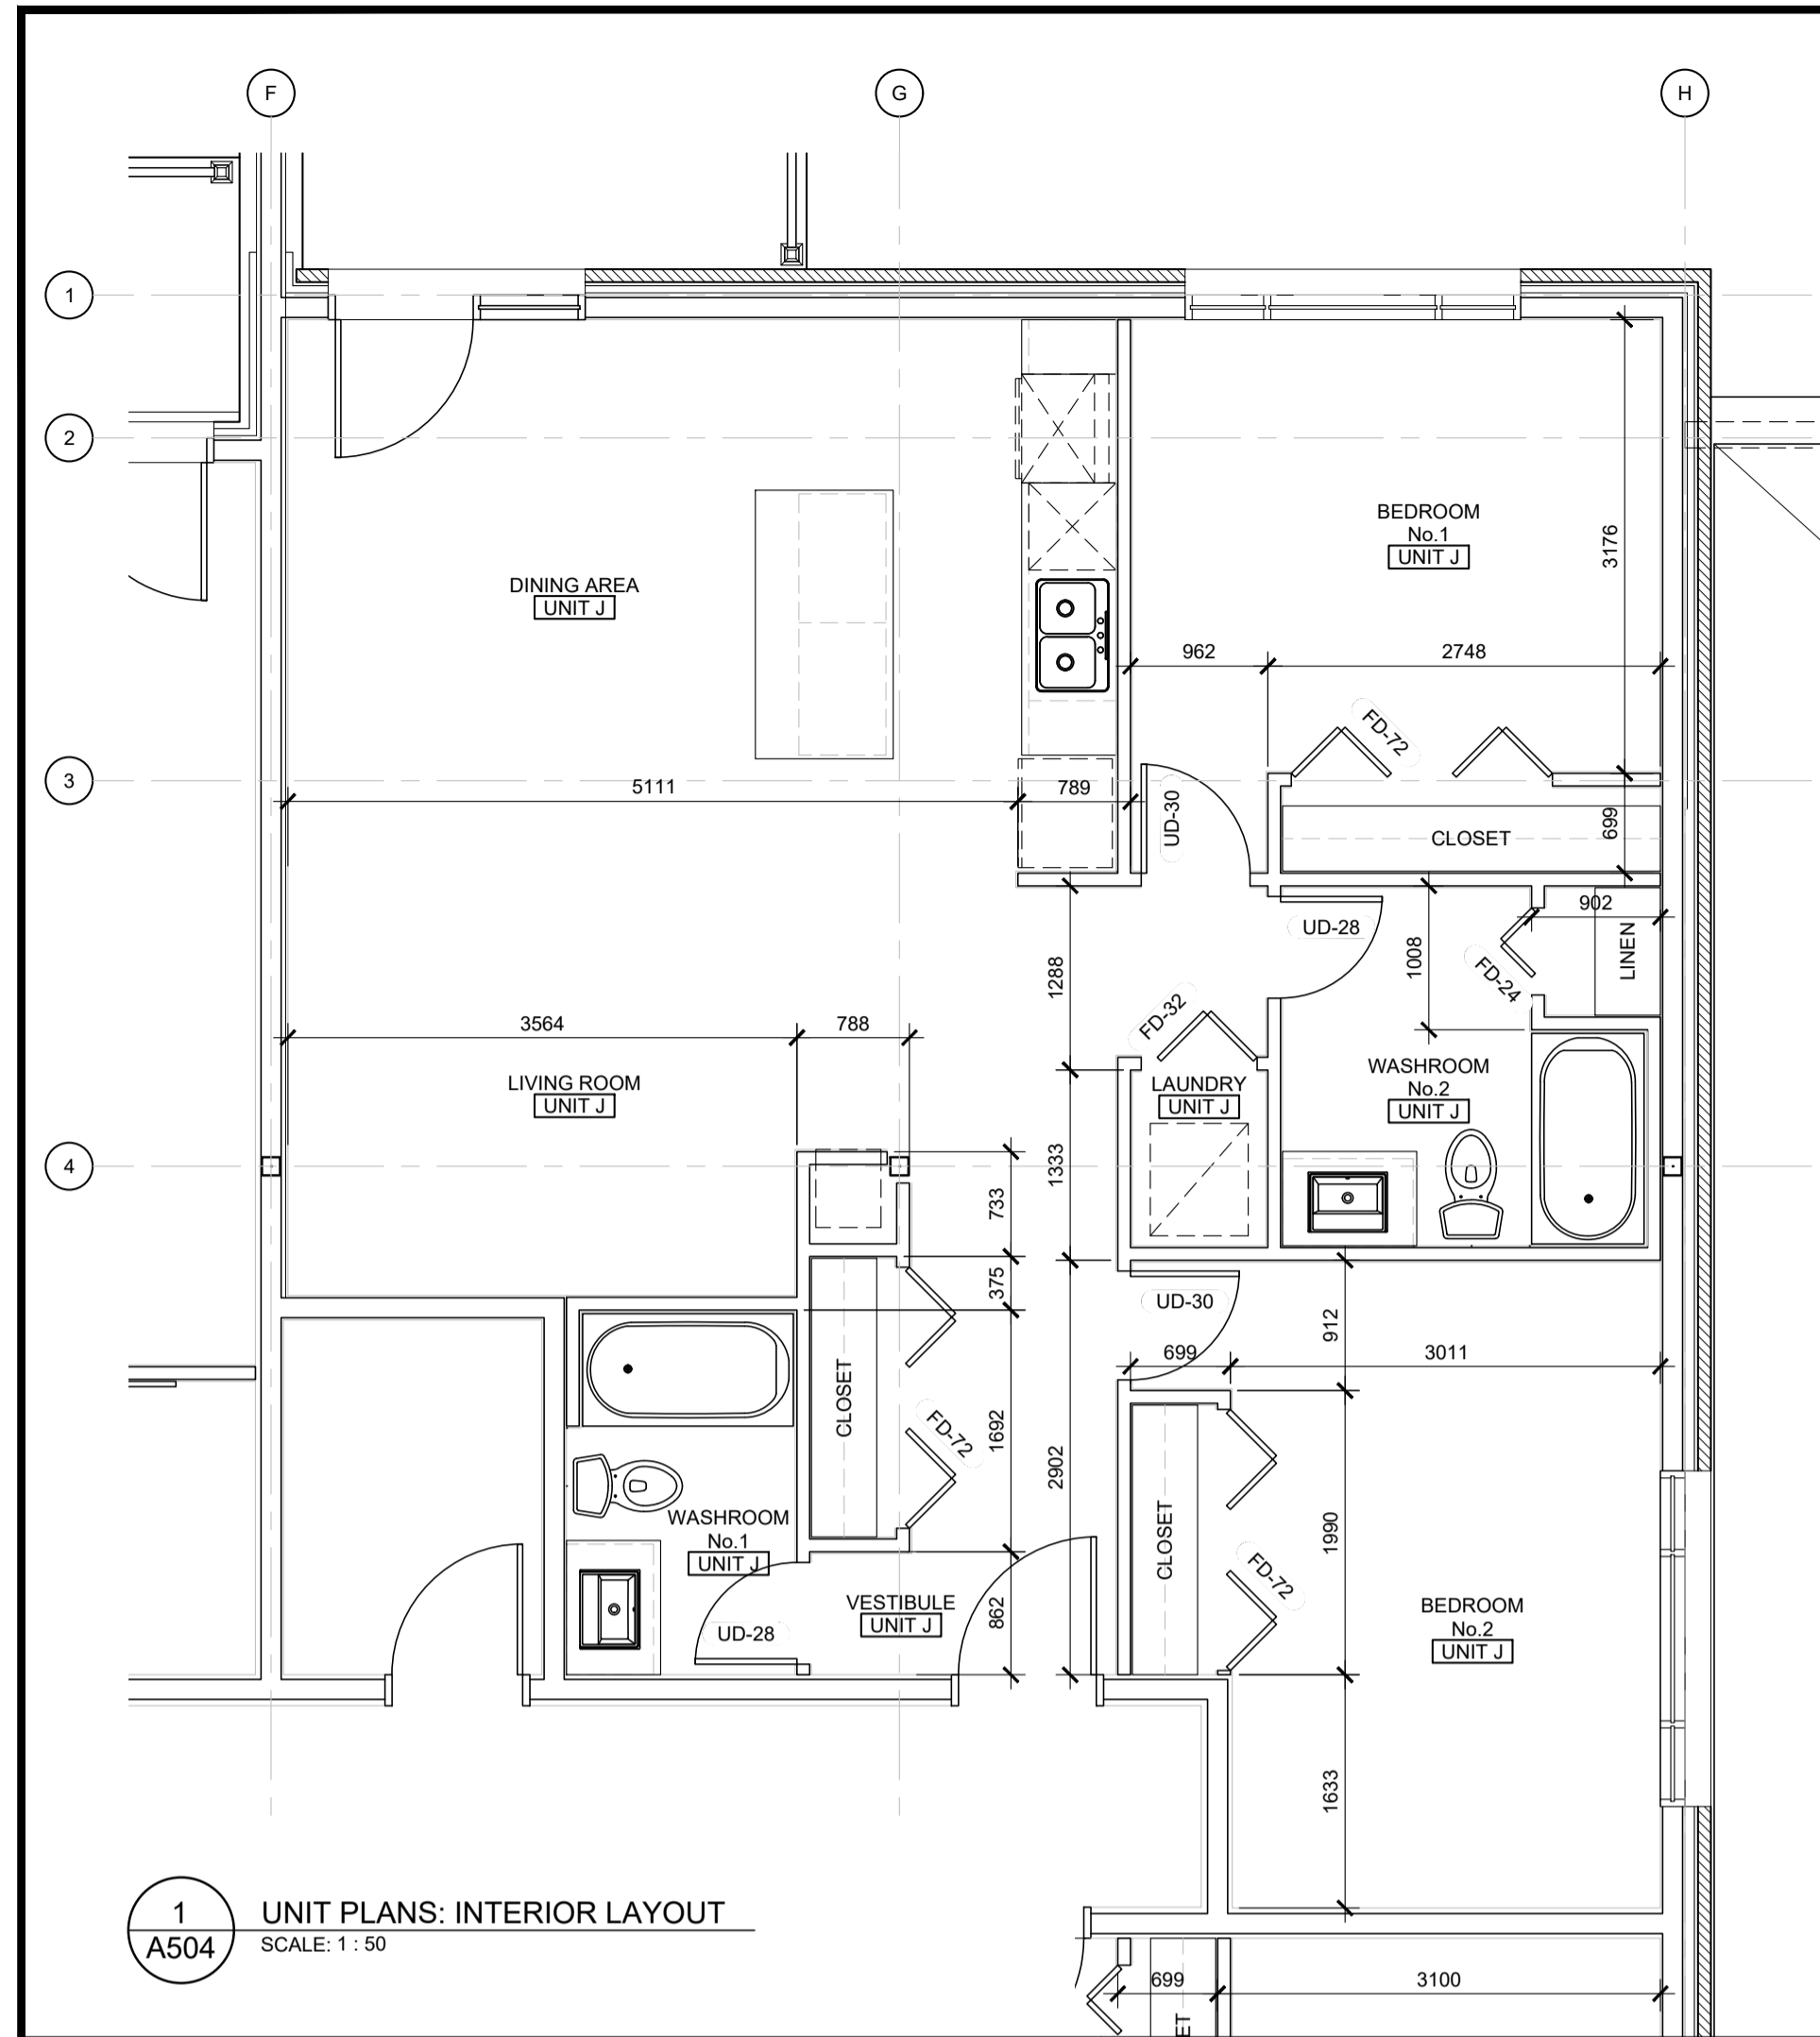 F
G
H
1
2
BEDROOM
No.1
UNIT J
3176
DINING AREA
UNIT J
962
2748
FD-72
3
5111
789
UD-30
CLOSET
699
UD-28
902
LINEN
1008
FD-24
1288
FD-32
3564
788
LIVING ROOM
UNIT J
LAUNDRY
UNIT J
WASHROOM
No.2
UNIT J
4
1333
733
375
UD-30
912
699
3011
CLOSET
FD-72
1692
2902
WASHROOM
No.1
UNIT J
CLOSET
1990
FD-72
VESTIBULE
UNIT J
862
UD-28
BEDROOM
No.2
UNIT J
1633
1
A504
UNIT PLANS: INTERIOR LAYOUT
SCALE: 1 : 50
699
3100
ET